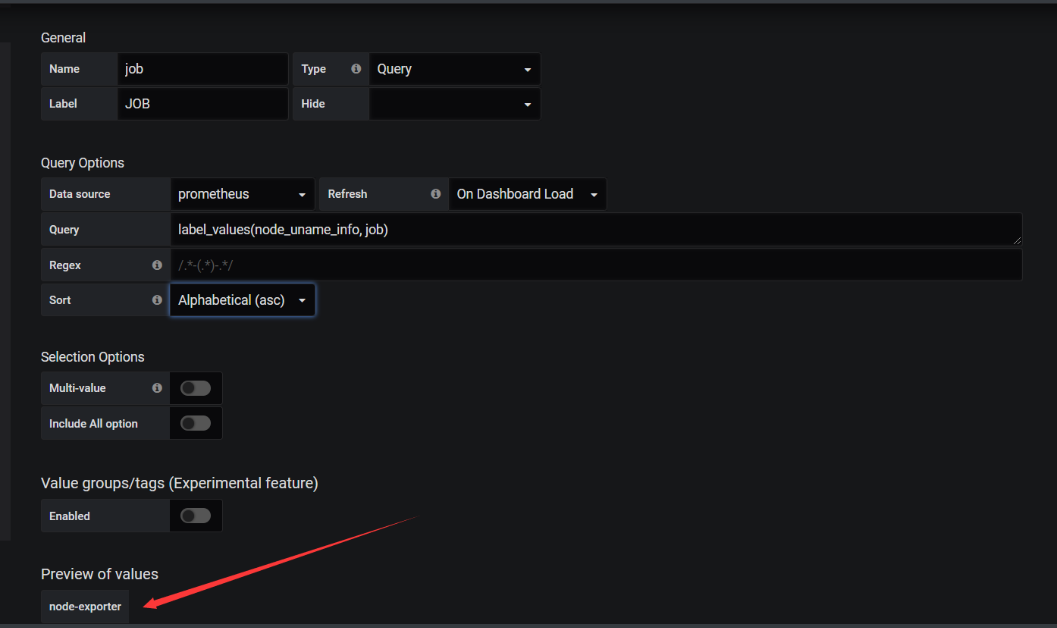 General
Name job Type Query
Label JOB Hide
Query Options
Data source prometheus Refresh On Dashboard Load
Query label_values(node_uname_info, job)
Regex /.*-(.*)-.*/
Sort Alphabetical (asc)
Selection Options
Multi-value
Include All option
Value groups/tags (Experimental feature)
Enabled
Preview of values
node-exporter